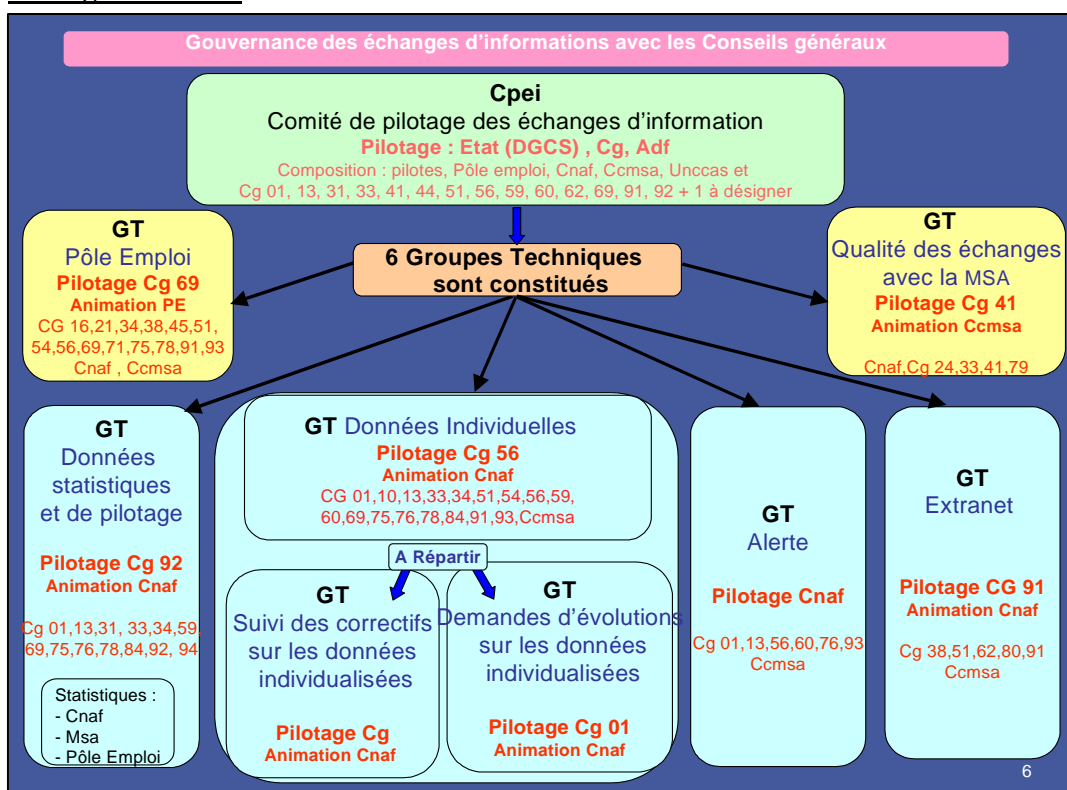 Gouvernance des échanges d'informations avec les Conseils généraux
Cpei
Comité de pilotage des échanges d'information
Pilotage : Etat (DGCS) , Cg, Adf
Composition : pilotes, Pôle emploi, Cnaf, Ccmsa, Unccas et
Cg 01, 13, 31, 33, 41, 44, 51, 56, 59, 60, 62, 69, 91, 92 + 1 à désigner
GT
Pôle Emploi
Pilotage Cg 69
Animation PE
CG 16,21,34,38,45,51,
54,56,69,71,75,78,91,93
Cnaf , Ccmsa
6 Groupes Techniques
sont constitués
GT
Qualité des échanges
avec la MSA
Pilotage Cg 41
Animation Ccmsa
Cnaf,Cg 24,33,41,79
GT
Données
statistiques
et de pilotage
Pilotage Cg 92
Animation Cnaf
Cg 01,13,31, 33,34,59,
69,75,76,78,84,92, 94
Statistiques :
- Cnaf
- Msa
- Pôle Emploi
GT Données Individuelles
Pilotage Cg 56
Animation Cnaf
CG 01,10,13,33,34,51,54,56,59,
60,69,75,76,78,84,91,93,Ccmsa
A Répartir
GT
Suivi des correctifs
sur les données
individualisées
Pilotage Cg
Animation Cnaf
GT
Demandes d'évolutions
sur les données
individualisées
Pilotage Cg 01
Animation Cnaf
GT
Alerte
Pilotage Cnaf
Cg 01,13,56,60,76,93
Ccmsa
GT
Extranet
Pilotage CG 91
Animation Cnaf
Cg 38,51,62,80,91
Ccmsa
6